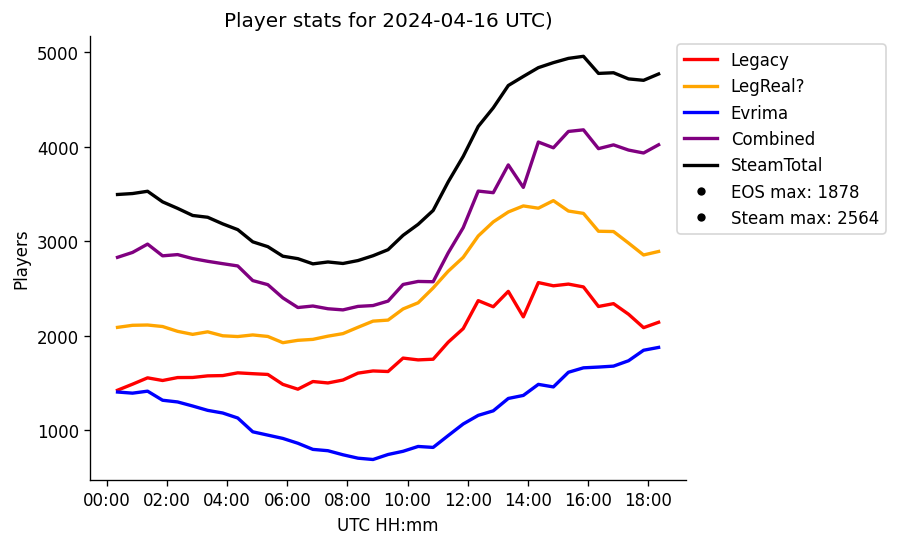 Player stats for 2024-04-16 UTC)
Players
5000
4000
3000
2000
1000
00:00 02:00 04:00 06:00 08:00 10:00 12:00 14:00 16:00 18:00
UTC HH:mm
Legacy
LegReal?
Evrima
Combined
SteamTotal
EOS max: 1878
Steam max: 2564